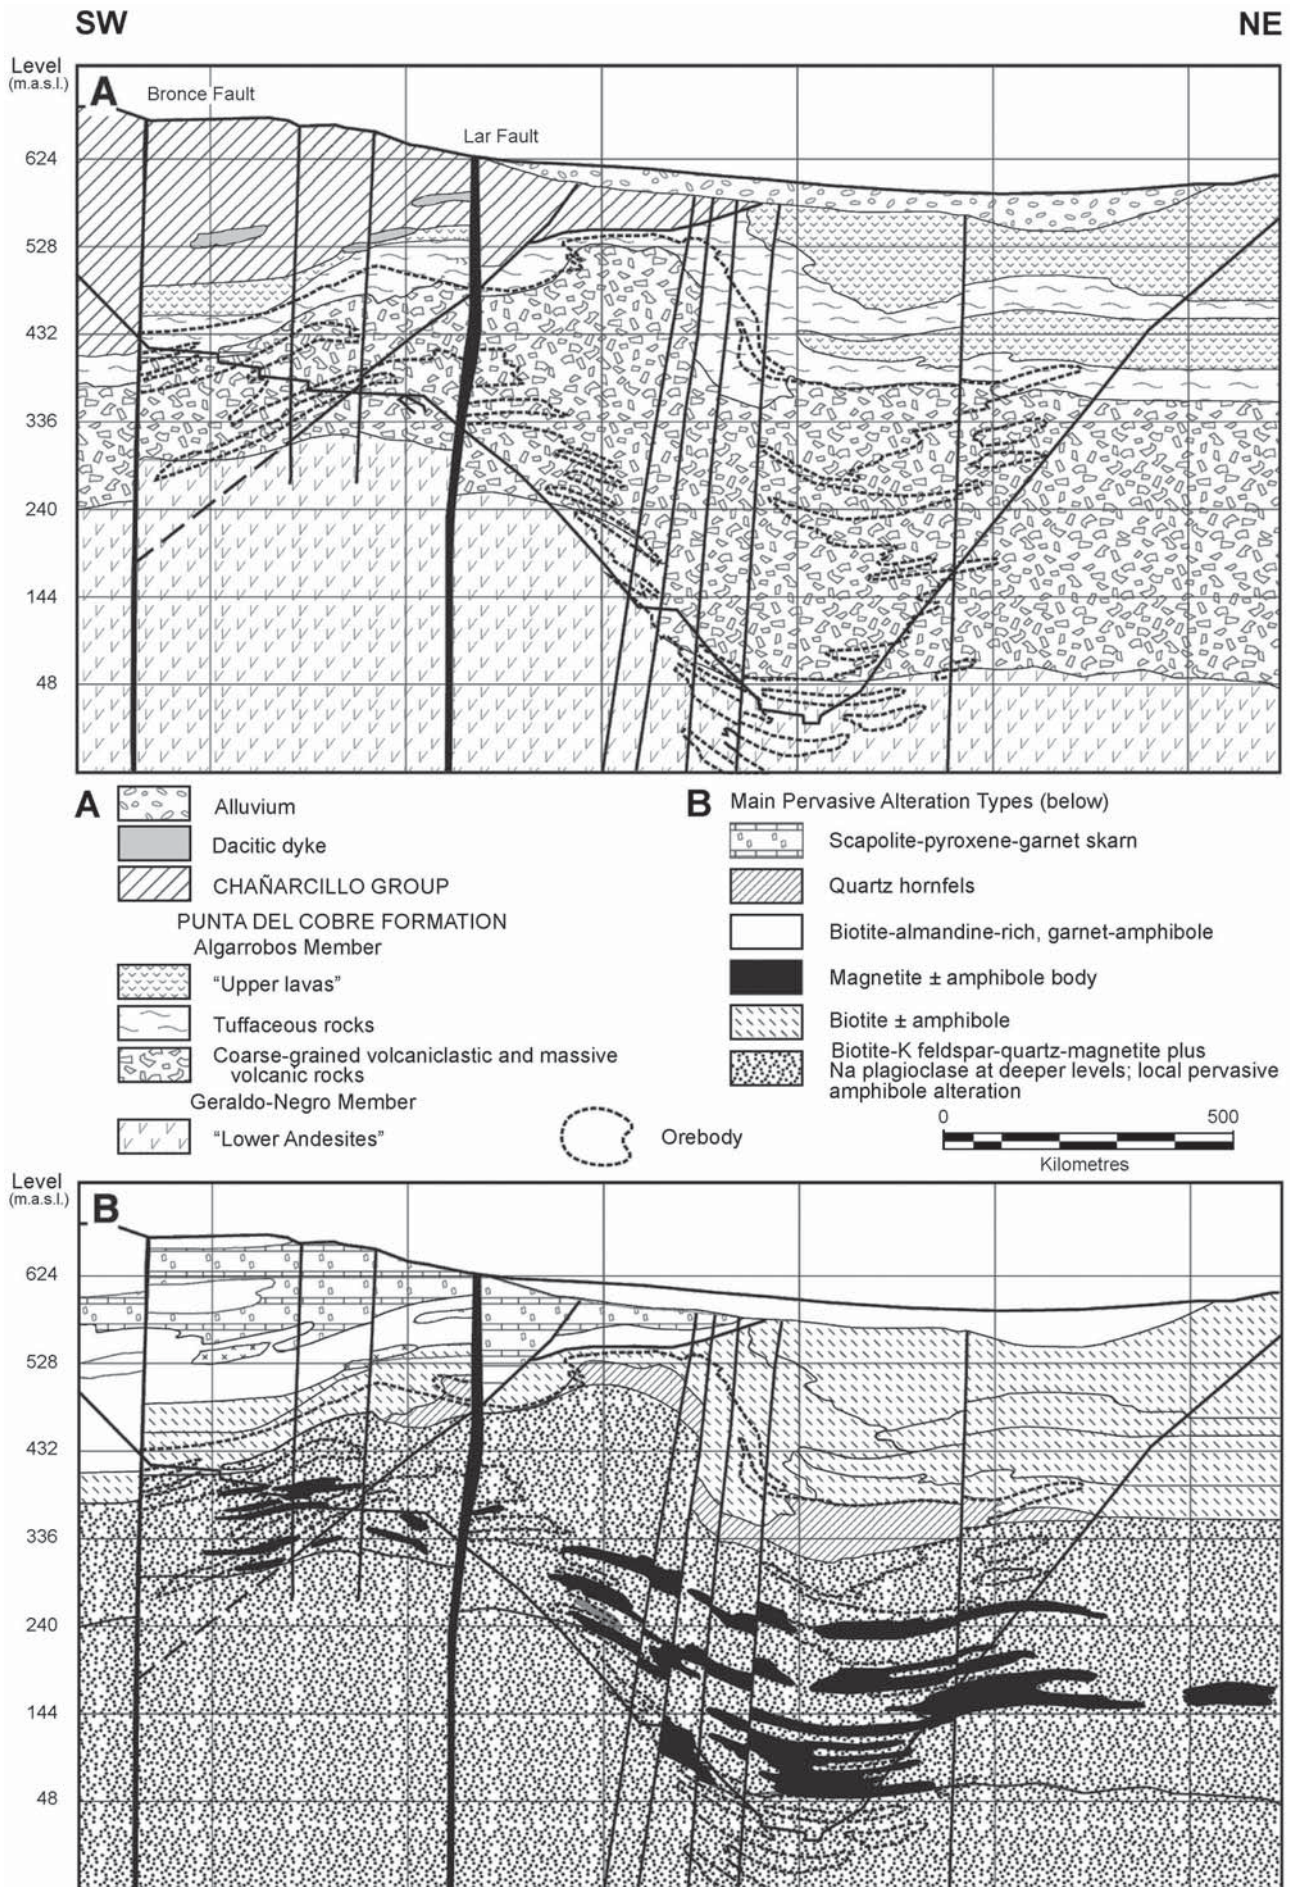 SW
NE
Level
(m.a.s.l.)
A
Bronce Fault
Lar Fault
624
528
432
336
240
144
48
A
Alluvium
Dacitic dyke
CHAÑARCILLO GROUP
PUNTA DEL COBRE FORMATION
Algarrobos Member
"Upper lavas"
Tuffaceous rocks
Coarse-grained volcaniclastic and massive
volcanic rocks
Geraldo-Negro Member
"Lower Andesites"
B
Main Pervasive Alteration Types (below)
Scapolite-pyroxene-garnet skarn
Quartz hornfels
Biotite-almandine-rich, garnet-amphibole
Magnetite ± amphibole body
Biotite ± amphibole
Biotite-K feldspar-quartz-magnetite plus
Na plagioclase at deeper levels; local pervasive
amphibole alteration
Orebody
0
500
Kilometres
Level
(m.a.s.l.)
B
624
528
432
336
240
144
48